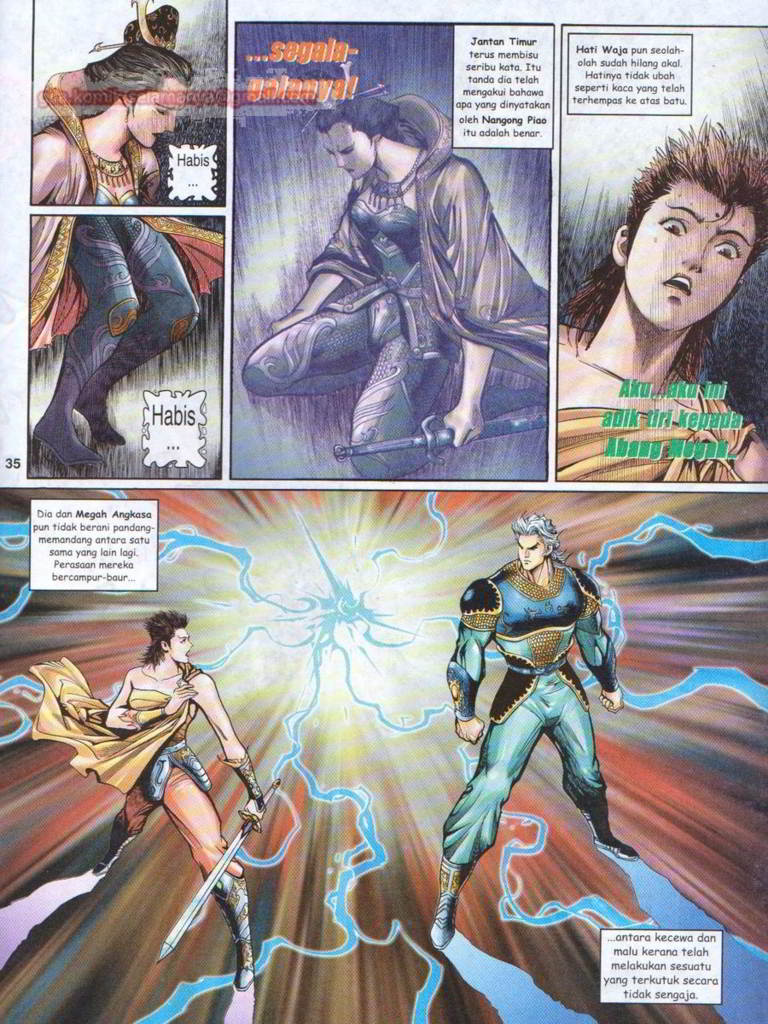 Habis
...
Habis
...
...segala-
galanya!
Jantan Timur
terus membisu
seribu kata. Itu
tanda dia telah
mengakui bahawa
apa yang dinyatakan
oleh Nangong Piao
itu adalah benar.
Hati Waja pun seolah-
olah sudah hilang akal.
Hatinya tidak ubah
seperti kaca yang telah
terhempas ke atas batu.
Aku...aku ini
adik tiri kepada
Abang Megah..
35
Dia dan Megah Angkasa
pun tidak berani pandang-
memandang antara satu
sama yang lain lagi.
Perasaan mereka
bercampur-baur...
...antara kecewa dan
malu kerana telah
melakukan sesuatu
yang terkutuk secara
tidak sengaja.